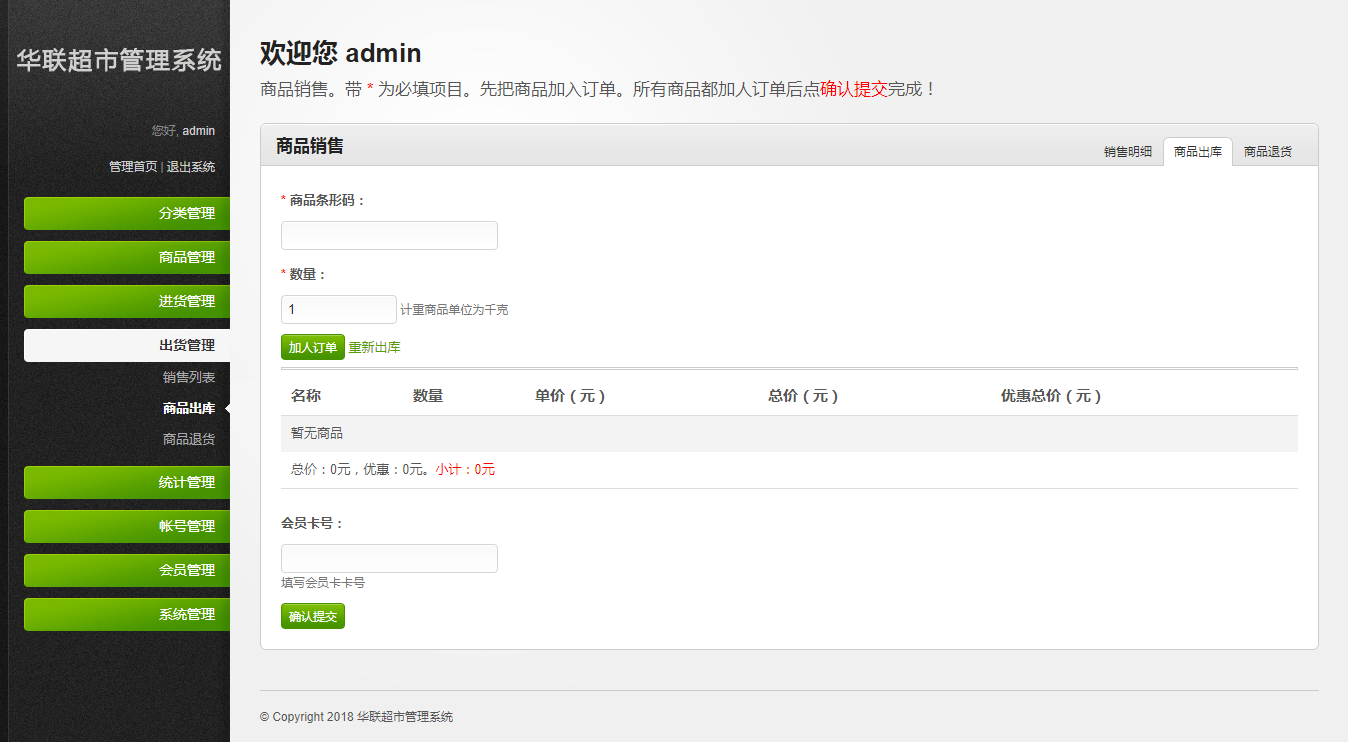 华联超市管理系统
您好, admin
管理首页 | 退出系统
分类管理
商品管理
进货管理
出货管理
销售列表
商品出库
商品退货
统计管理
帐号管理
会员管理
系统管理
欢迎您 admin
商品销售。带 * 为必填项目。先把商品加入订单。所有商品都加人订单后点确认提交完成！
商品销售
销售明细 商品出库 商品退货
* 商品条形码：
* 数量：
1 计重商品单位为千克
加人订单 重新出库
名称 数量 单价（元） 总价（元） 优惠总价（元）
暂无商品
总价：0元，优惠：0元。小计：0元
会员卡号：
填写会员卡卡号
确认提交
© Copyright 2018 华联超市管理系统